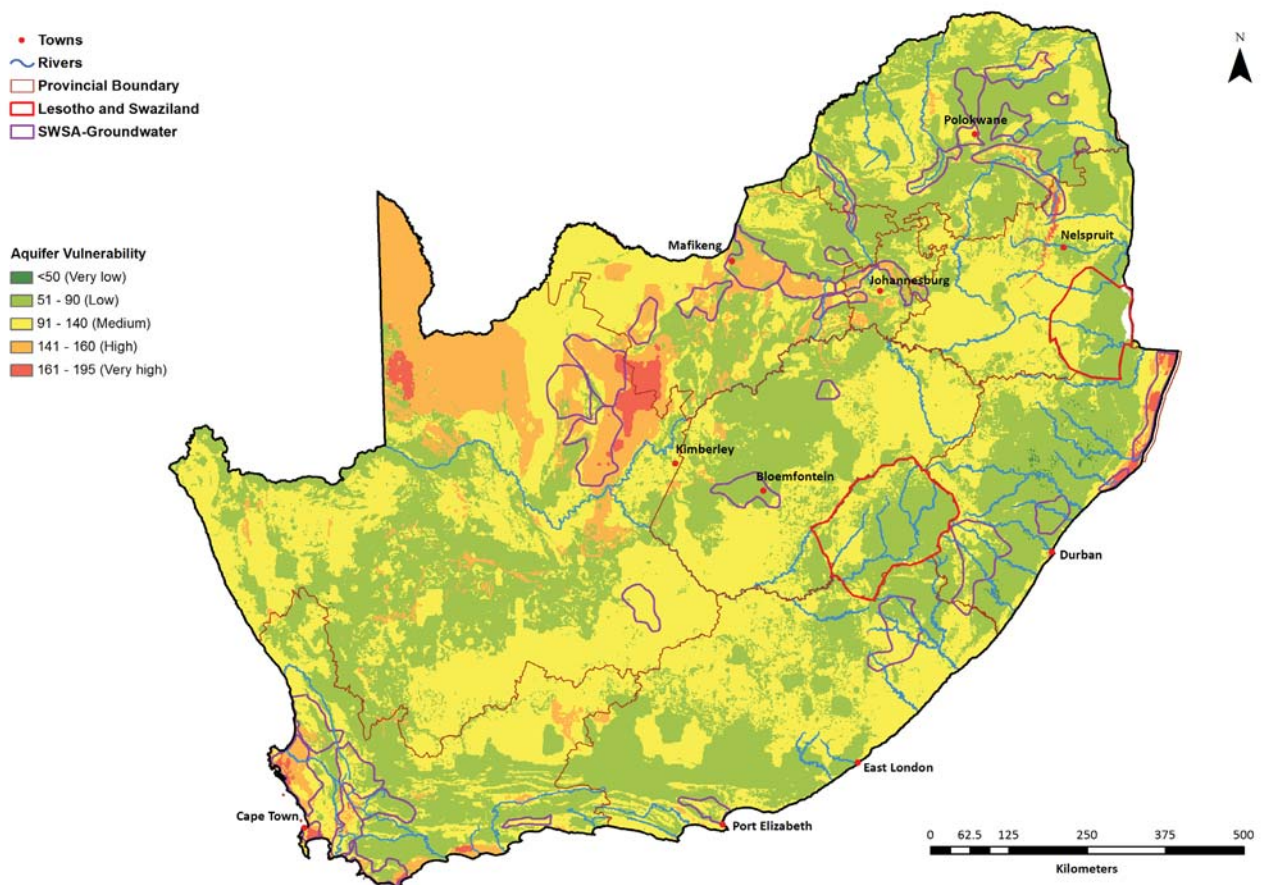 Towns
Rivers
Provincial Boundary
Lesotho and Swaziland
SWSA-Groundwater
Aquifer Vulnerability
<50 (Very low)
51 - 90 (Low)
91 - 140 (Medium)
141 - 160 (High)
161 - 195 (Very high)
N
Polokwane
Nelspruit
Mafikeng
Johannesburg
Kimberley
Bloemfontein
Durban
East London
Cape Town
Port Elizabeth
0 62.5 125 250 375 500
Kilometers